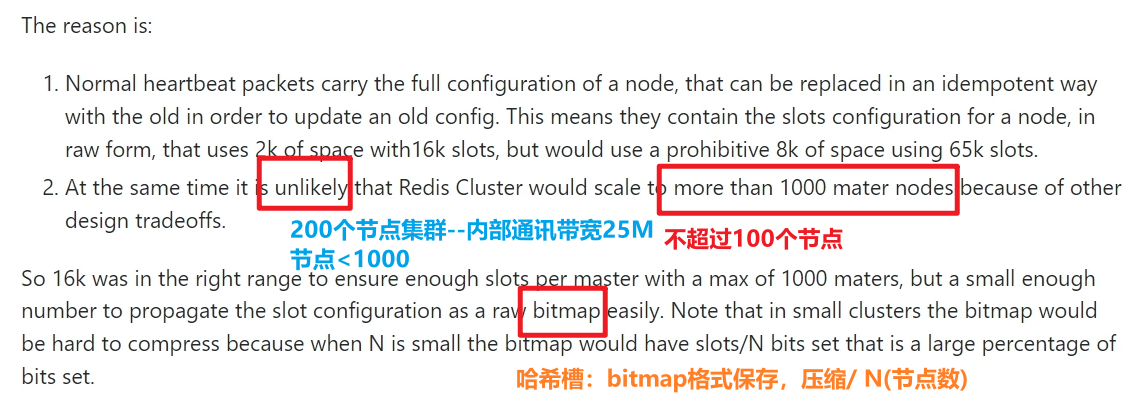 The reason is:
1. Normal heartbeat packets carry the full configuration of a node, that can be replaced in an idempotent way
with the old in order to update an old config. This means they contain the slots configuration for a node, in
raw form, that uses 2k of space with16k slots, but would use a prohibitive 8k of space using 65k slots.
2. At the same time it is unlikely that Redis Cluster would scale to more than 1000 mater nodes because of other
design tradeoffs.
200个节点集群--内部通讯带宽25M
节点<1000
不超过100个节点
So 16k was in the right range to ensure enough slots per master with a max of 1000 maters, but a small enough
number to propagate the slot configuration as a raw bitmap easily. Note that in small clusters the bitmap would
be hard to compress because when N is small the bitmap would have slots/N bits set that is a large percentage of
bits set.
哈希槽：bitmap格式保存，压缩/ N(节点数)